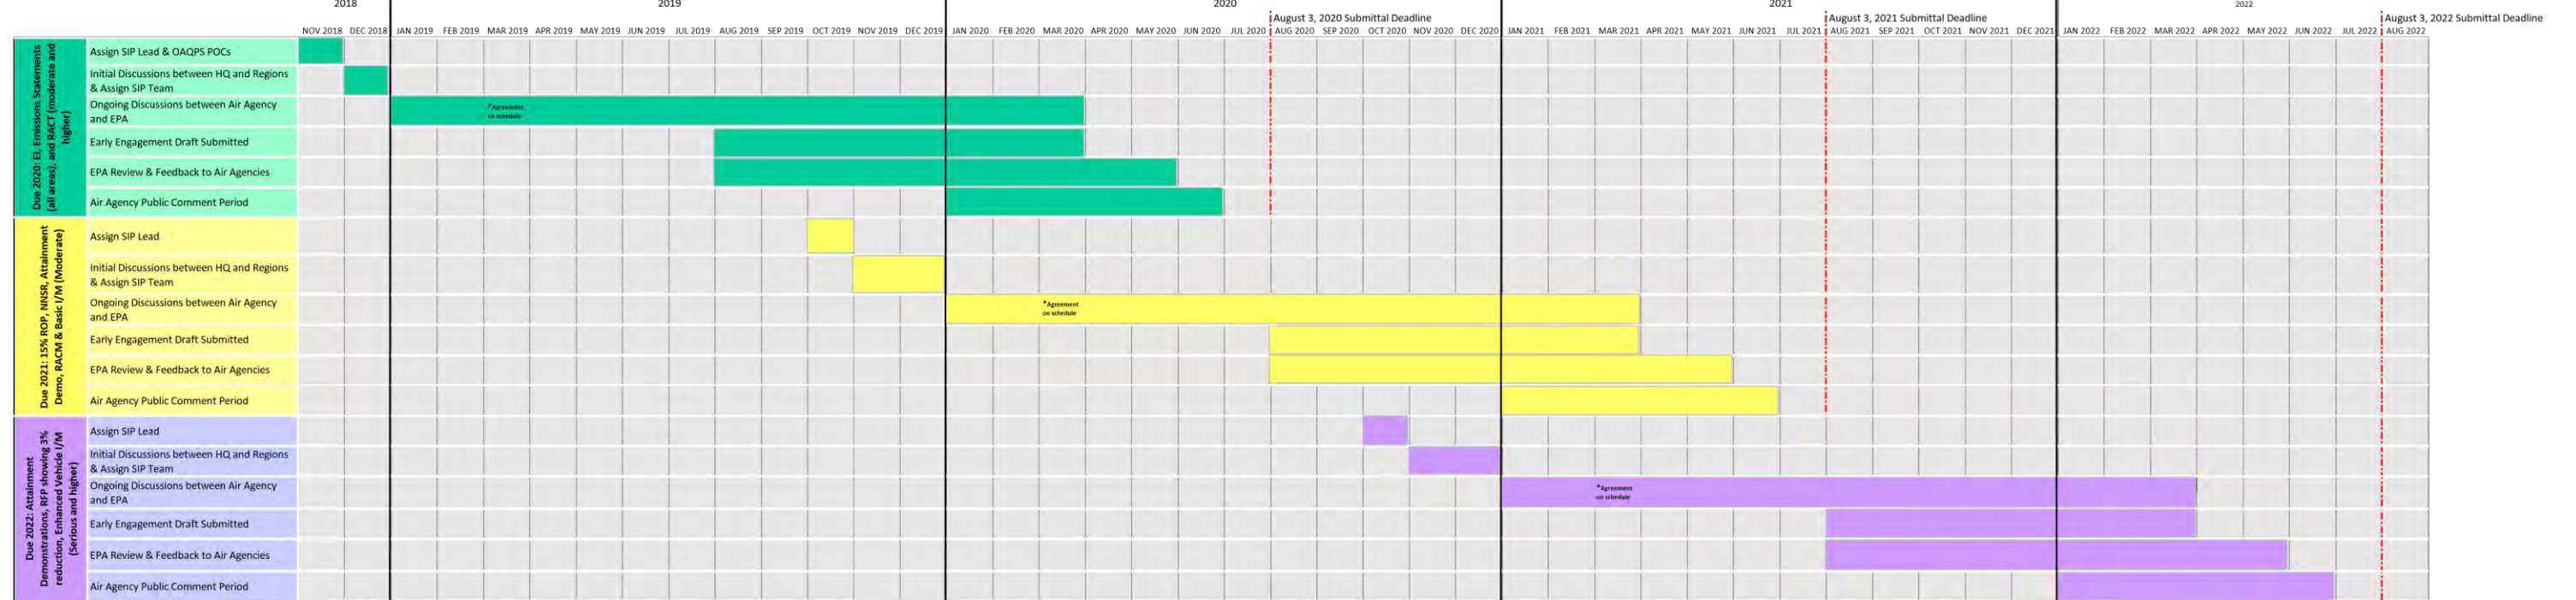 2018
2019
2020
2021
2022
August 3, 2020 Submittal Deadline
August 3, 2021 Submittal Deadline
August 3, 2022 Submittal Deadline
NOV 2018 DEC 2018 JAN 2019 FEB 2019 MAR 2019 APR 2019 MAY 2019 JUN 2019 JUL 2019 AUG 2019 SEP 2019 OCT 2019 NOV 2019 DEC 2019 JAN 2020 FEB 2020 MAR 2020 APR 2020 MAY 2020 JUN 2020 JUL 2020 AUG 2020 SEP 2020 OCT 2020 NOV 2020 DEC 2020 JAN 2021 FEB 2021 MAR 2021 APR 2021 MAY 2021 JUN 2021 JUL 2021 AUG 2021 SEP 2021 OCT 2021 NOV 2021 DEC 2021 JAN 2022 FEB 2022 MAR 2022 APR 2022 MAY 2022 JUN 2022 JUL 2022 AUG 2022
Due 2020: EI, Emissions Statements
(all areas), and RACT (moderate and
higher)
Assign SIP Lead & OAQPS POCs
Initial Discussions between HQ and Regions
& Assign SIP Team
Ongoing Discussions between Air Agency
and EPA
*Agreement
on schedule
Early Engagement Draft Submitted
EPA Review & Feedback to Air Agencies
Air Agency Public Comment Period
Due 2021: 15% ROP, NNSR, Attainment
Demo, RACM & Basic I/M (Moderate)
Assign SIP Lead
Initial Discussions between HQ and Regions
& Assign SIP Team
Ongoing Discussions between Air Agency
and EPA
*Agreement
on schedule
Early Engagement Draft Submitted
EPA Review & Feedback to Air Agencies
Air Agency Public Comment Period
Due 2022: Attainment
Demonstrations, RFP showing 3%
reduction, Enhanced Vehicle I/M
(Serious and higher)
Assign SIP Lead
Initial Discussions between HQ and Regions
& Assign SIP Team
Ongoing Discussions between Air Agency
and EPA
*Agreement
on schedule
Early Engagement Draft Submitted
EPA Review & Feedback to Air Agencies
Air Agency Public Comment Period